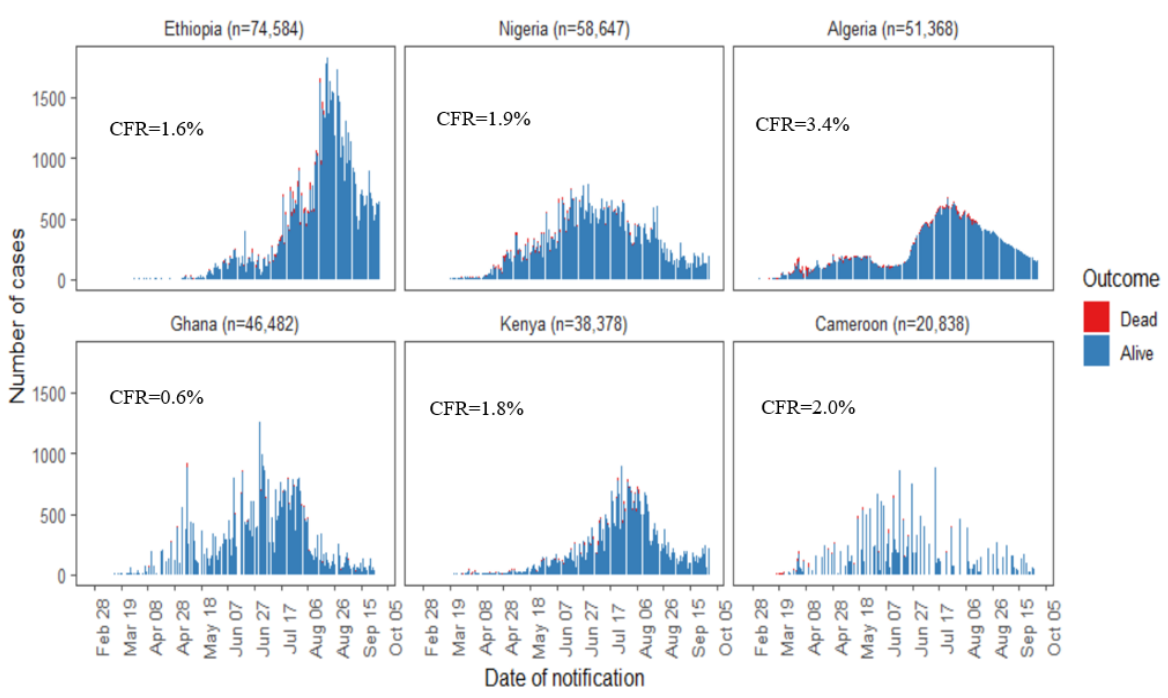 Ethiopia (n=74,584)
Nigeria (n=58,647)
Algeria (n=51,368)
CFR=1.6%
CFR=1.9%
CFR=3.4%
1500
1000
500
0
Number of cases
Outcome
Dead
Alive
Ghana (n=46,482)
Kenya (n=38,378)
Cameroon (n=20,838)
CFR=0.6%
CFR=1.8%
CFR=2.0%
1500
1000
500
0
Feb 28
Mar 19
Apr 08
Apr 28
May 18
Jun 07
Jun 27
Jul 17
Aug 06
Aug 26
Sep 15
Oct 05
Feb 28
Mar 19
Apr 08
Apr 28
May 18
Jun 07
Jun 27
Jul 17
Aug 06
Aug 26
Sep 15
Oct 05
Feb 28
Mar 19
Apr 08
Apr 28
May 18
Jun 07
Jun 27
Jul 17
Aug 06
Aug 26
Sep 15
Oct 05
Date of notification